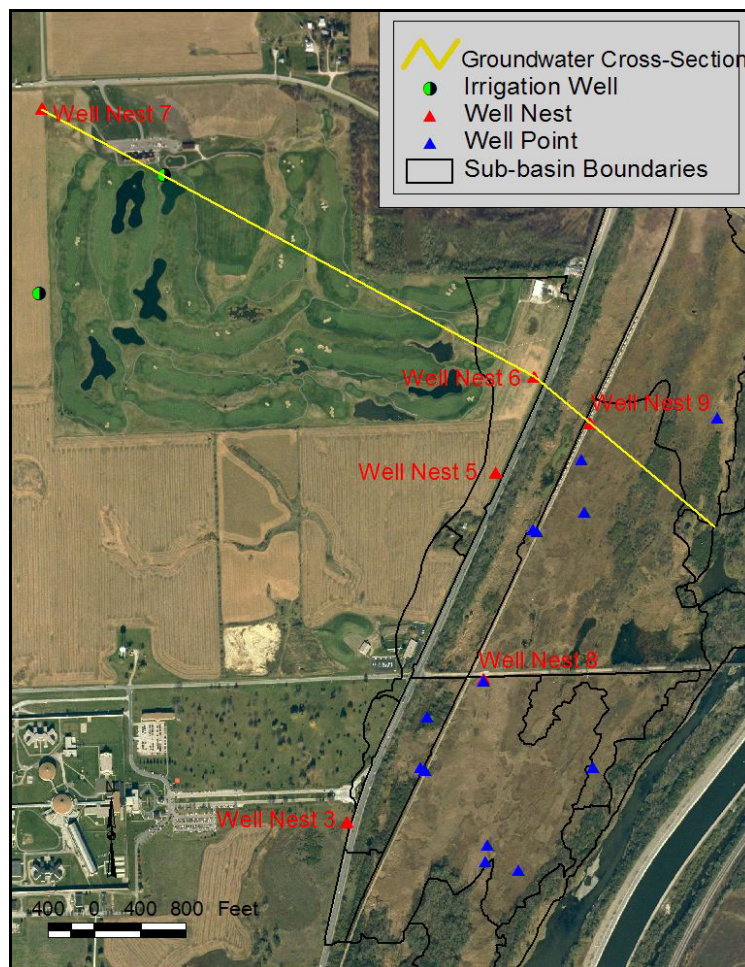 Groundwater Cross-Section
Irrigation Well
Well Nest
Well Point
Sub-basin Boundaries
Well Nest 7
Well Nest 6
Well Nest 9
Well Nest 5
Well Nest 8
Well Nest 3
400 0 400 800 Feet